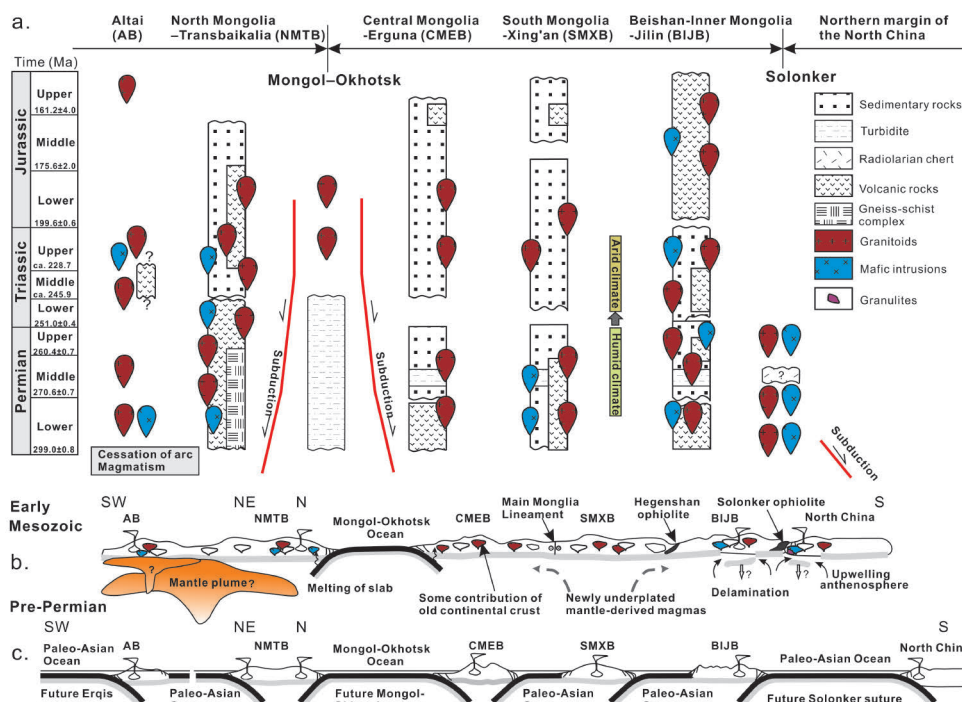 a.
Altai
(AB)
North Mongolia
–Transbaikalia (NMTB)
Central Mongolia
-Erguna (CMEB)
South Mongolia
-Xing'an (SMXB)
Beishan-Inner Mongolia
-Jilin (BIJB)
Northern margin of
the North China
Time (Ma)
Mongol–Okhotsk
Solonker
Jurassic
Upper
161.2±4.0
Middle
175.6±2.0
Lower
199.6±0.6
Triassic
Upper
ca. 228.7
Middle
ca. 245.9
Lower
251.0±0.4
Permian
Upper
260.4±0.7
Middle
270.6±0.7
Lower
299.0±0.8
?
?
Subduction
Subduction
Arid climate
Humid climate
?
Subduction
Sedimentary rocks
Turbidite
Radiolarian chert
Volcanic rocks
Gneiss-schist
complex
Granitoids
Mafic intrusions
Granulites
Cessation of arc
Magmatism
Early
Mesozoic
b.
SW
NE
N
S
AB
NMTB
Mongol-Okhotsk
Ocean
CMEB
Main Monglia
Lineament
SMXB
Hegenshan
ophiolite
BIJB
Solonker ophiolite
North China
?
Mantle plume?
Melting of slab
Some contribution of
old continental crust
Newly underplated
mantle-derived magmas
?
Delamination
?
Upwelling
anthenosphere
Pre-Permian
c.
SW
NE
N
S
Paleo-Asian
Ocean
AB
NMTB
Mongol-Okhotsk
Ocean
CMEB
SMXB
BIJB
Paleo-Asian Ocean
North China
Future Erqis
Paleo-Asian
Future Mongol-
Paleo-Asian
Paleo-Asian
Future Solonker suture